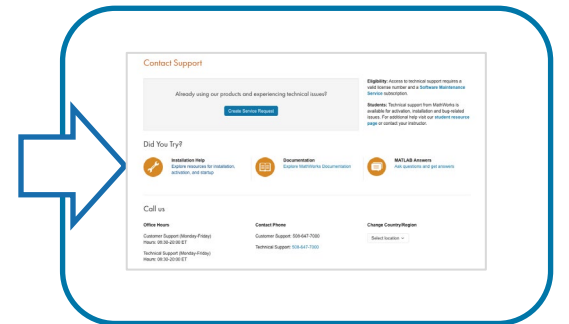 Contact Support
Already using our products and experiencing technical issues?
Create Service Request
Eligibility: Access to technical support requires a
valid license number and a Software Maintenance
Service subscription.
Students: Technical support from MathWorks is
available for activation, installation and bug-related
issues. For additional help visit our student resource
page or contact your instructor.
Did You Try?
Installation Help
Explore resources for installation,
activation, and startup
Documentation
Explore MathWorks Documentation
MATLAB Answers
Ask questions and get answers
Call us
Office Hours
Customer Support (Monday-Friday)
Hours: 08:30-20:00 ET
Technical Support (Monday-Friday)
Hours: 08:30-20:00 ET
Contact Phone
Customer Support: 508-647-7000
Technical Support: 508-647-7000
Change Country/Region
Select location